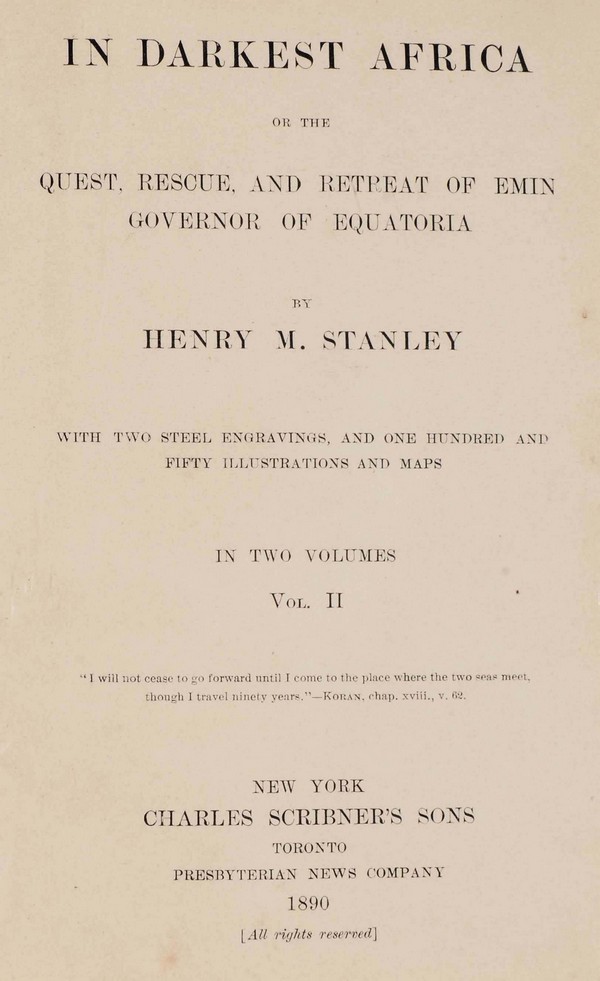 IN DARKEST AFRICA
OR THE
QUEST, RESCUE, AND RETREAT OF EMIN
GOVERNOR OF EQUATORIA
BY
HENRY M. STANLEY
WITH TWO STEEL ENGRAVINGS, AND ONE HUNDRED AND
FIFTY ILLUSTRATIONS AND MAPS
IN TWO VOLUMES
VOL. II
"I will not cease to go forward until I come to the place where the two seas meet,
though I travel ninety years."—KORAN, chap. xviii., v. 62.
NEW YORK
CHARLES SCRIBNER'S SONS
TORONTO
PRESBYTERIAN NEWS COMPANY
1890
[All rights reserved]